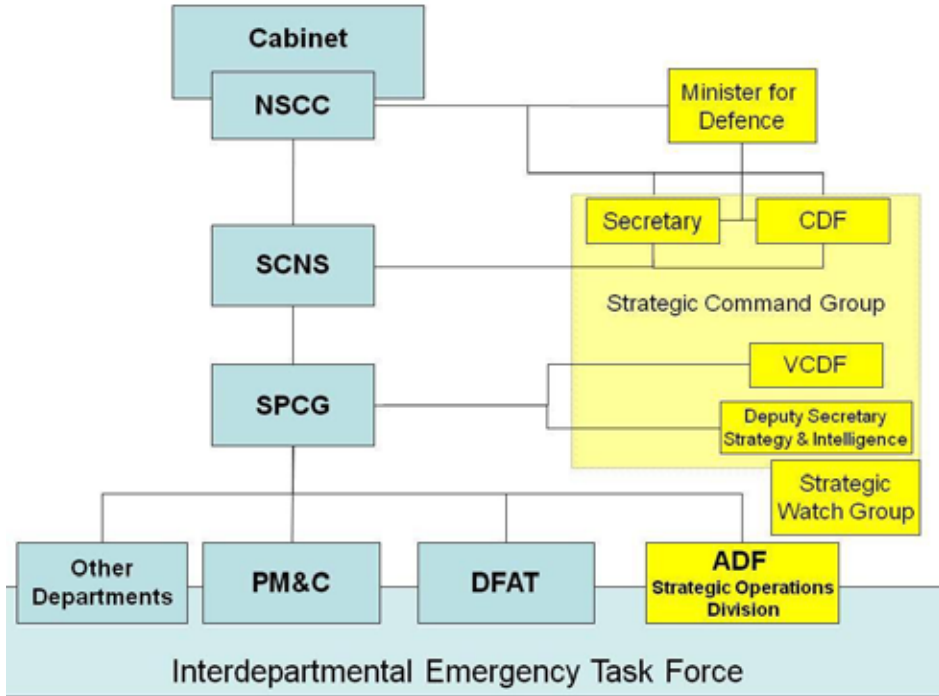 Cabinet
NSCC
Minister for
Defence
Secretary
CDF
SCNS
Strategic Command Group
VCDF
SPCG
Deputy Secretary
Strategy & Intelligence
Strategic
Watch Group
Other
Departments
PM&C
DFAT
ADF
Strategic Operations
Division
Interdepartmental Emergency Task Force